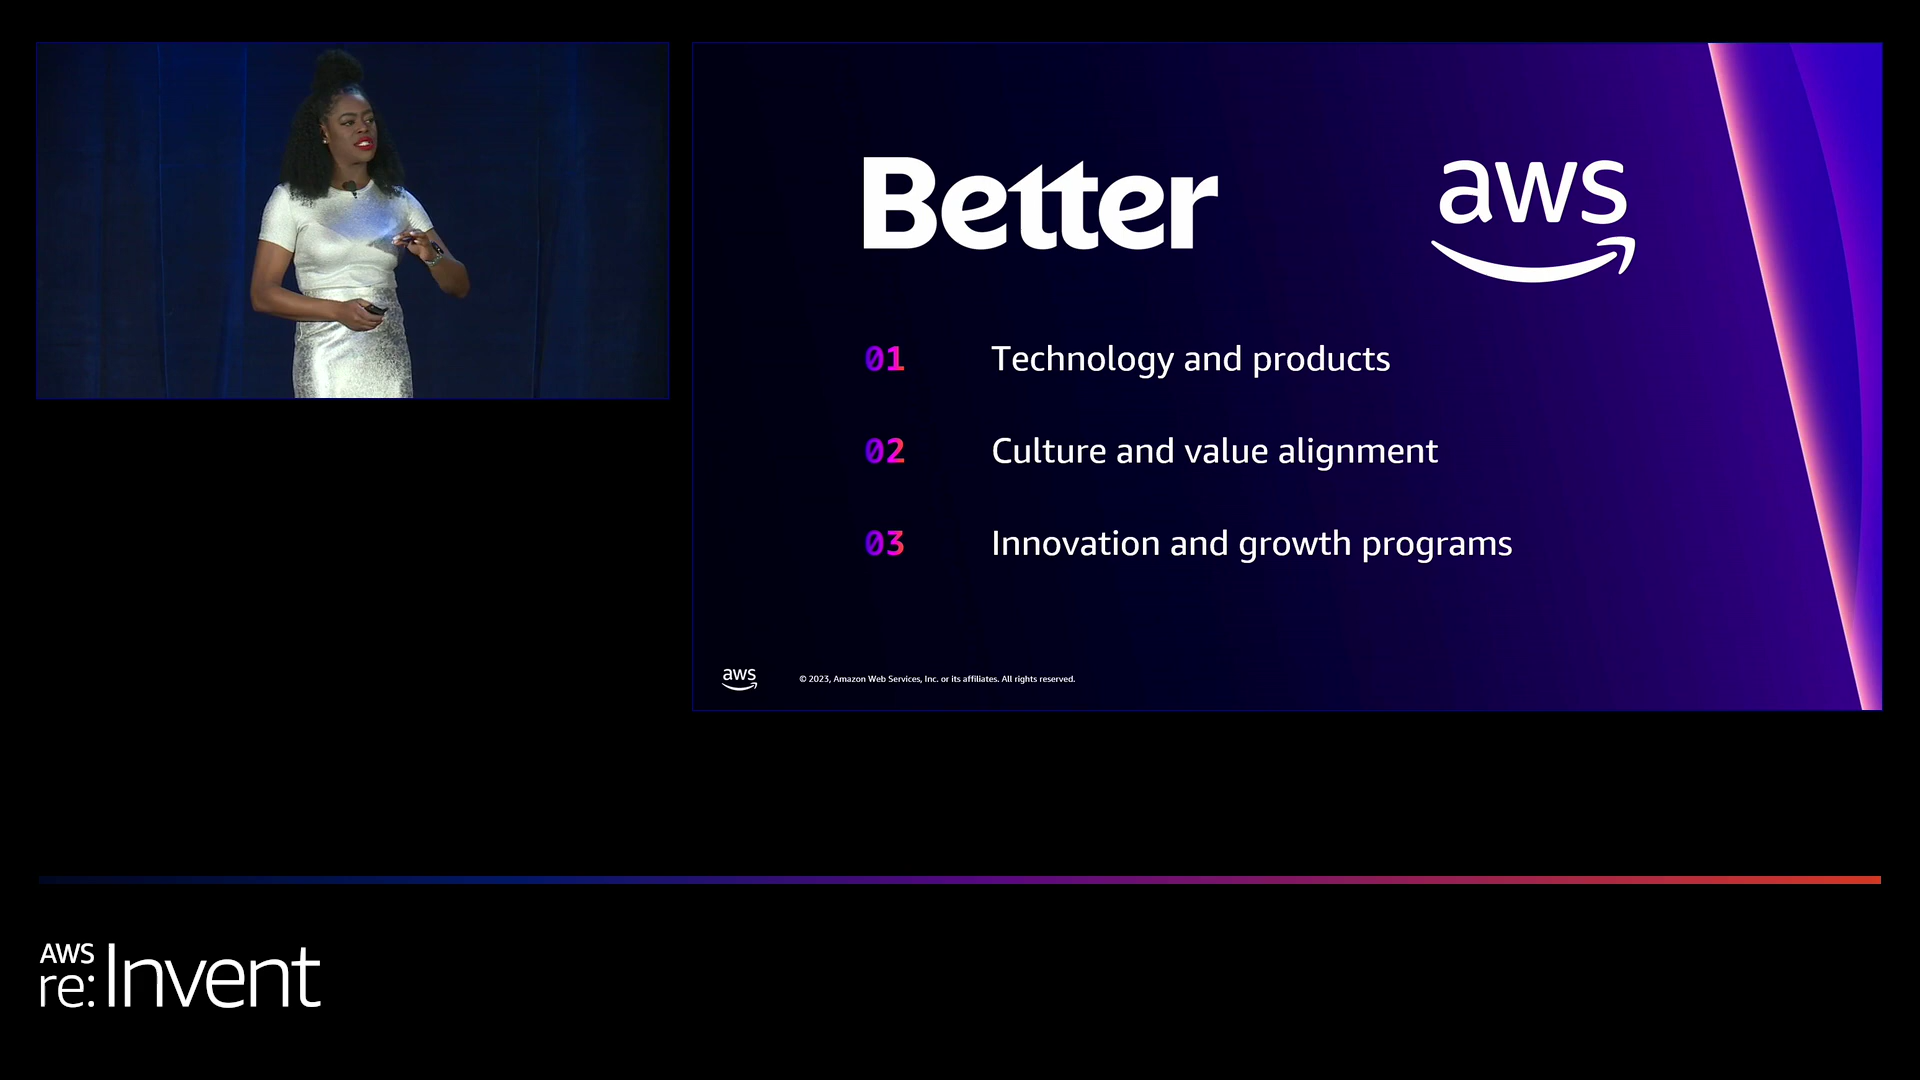 Better
aws
01 Technology and products
02 Culture and value alignment
03 Innovation and growth programs
aws © 2023, Amazon Web Services, Inc. or its affiliates. All rights reserved.
AWS
re:Invent